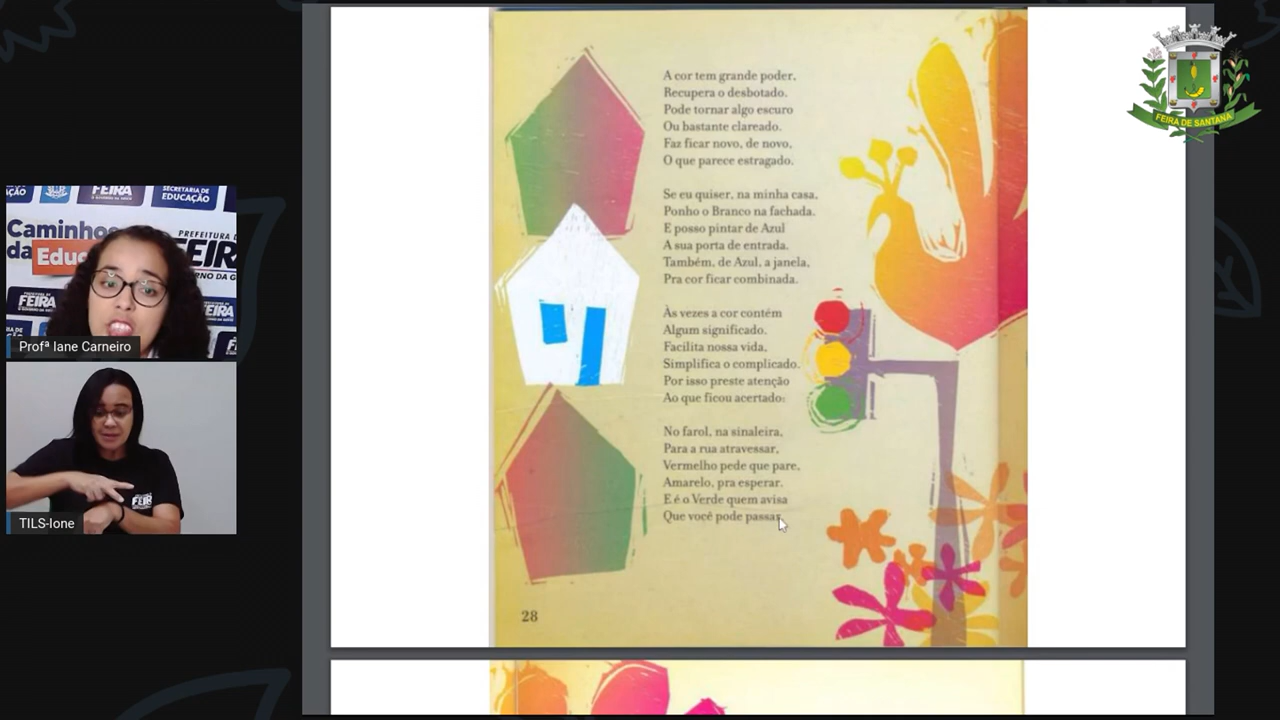 A cor tem grande poder,
Recupera o desbotado.
Pode tornar algo escuro
Ou bastante clareado.
Faz ficar novo, de novo,
O que parece estragado.
Se eu quiser, na minha casa,
Ponho o Branco na fachada.
E posso pintar de Azul
A sua porta de entrada.
Também, de Azul, a janela,
Pra cor ficar combinada.
Às vezes a cor contém
Algum significado.
Facilita nossa vida,
Simplifica o complicado.
Por isso preste atenção
Ao que ficou acertado:
No farol, na sinaleira,
Para a rua atravessar,
Vermelho pede que pare,
Amarelo, pra esperar.
E é o Verde quem avisa
Que você pode passar.
28
FEIRA DE SANTANA
FEIRA
SECRETARIA DE
EDUCAÇÃO
Caminhos
da Educ
PREFEITURA
FEIR
FEIRA
Profª Iane Carneiro
FEIR
TILS-Ione